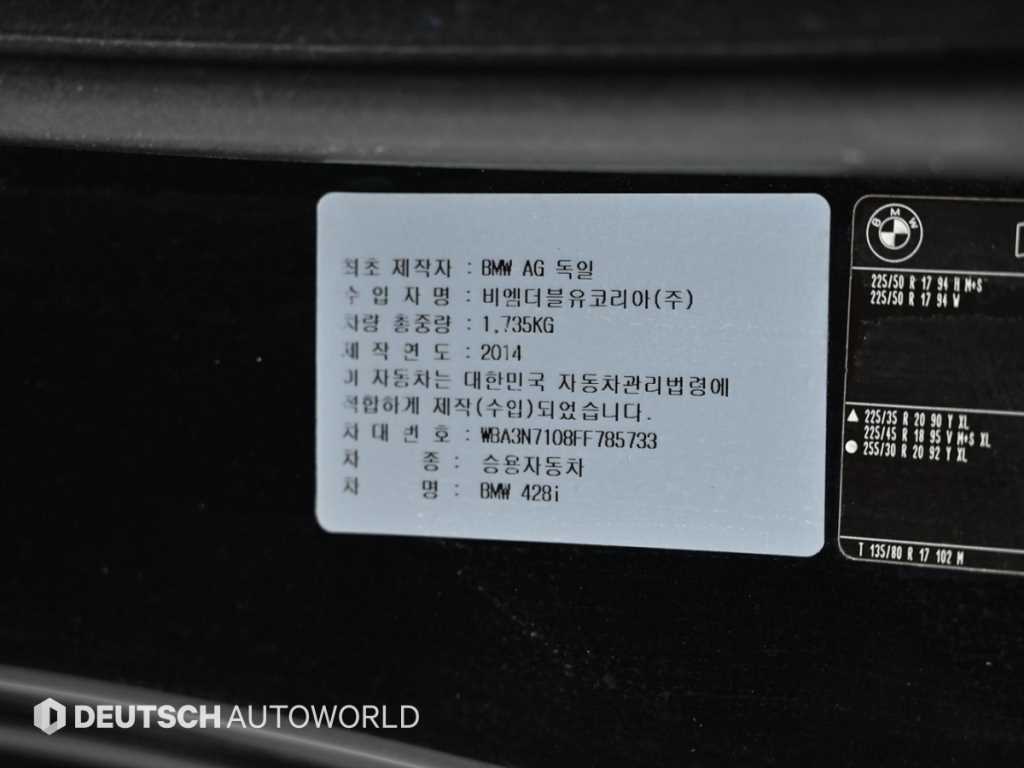 최초 제작자 : BMW AG 독일
수 입 자 명 : 비엠더블유코리아(주)
차량 총중량 : 1,735KG
제 작 연 도 : 2014
이 자동차는 대한민국 자동차관리법령에
적합하게 제작(수입)되었습니다.
차 대 번 호 : WBA3N7108FF785733
차 종 : 승용자동차
차 명 : BMW 428i
BMW
225/50 R 17 94 H M+S
225/50 R 17 94 W
225/35 R 20 90 Y XL
225/45 R 18 95 V M+S XL
255/30 R 20 92 Y XL
T 135/80 R 17 102 M
DEUTSCH AUTOWORLD